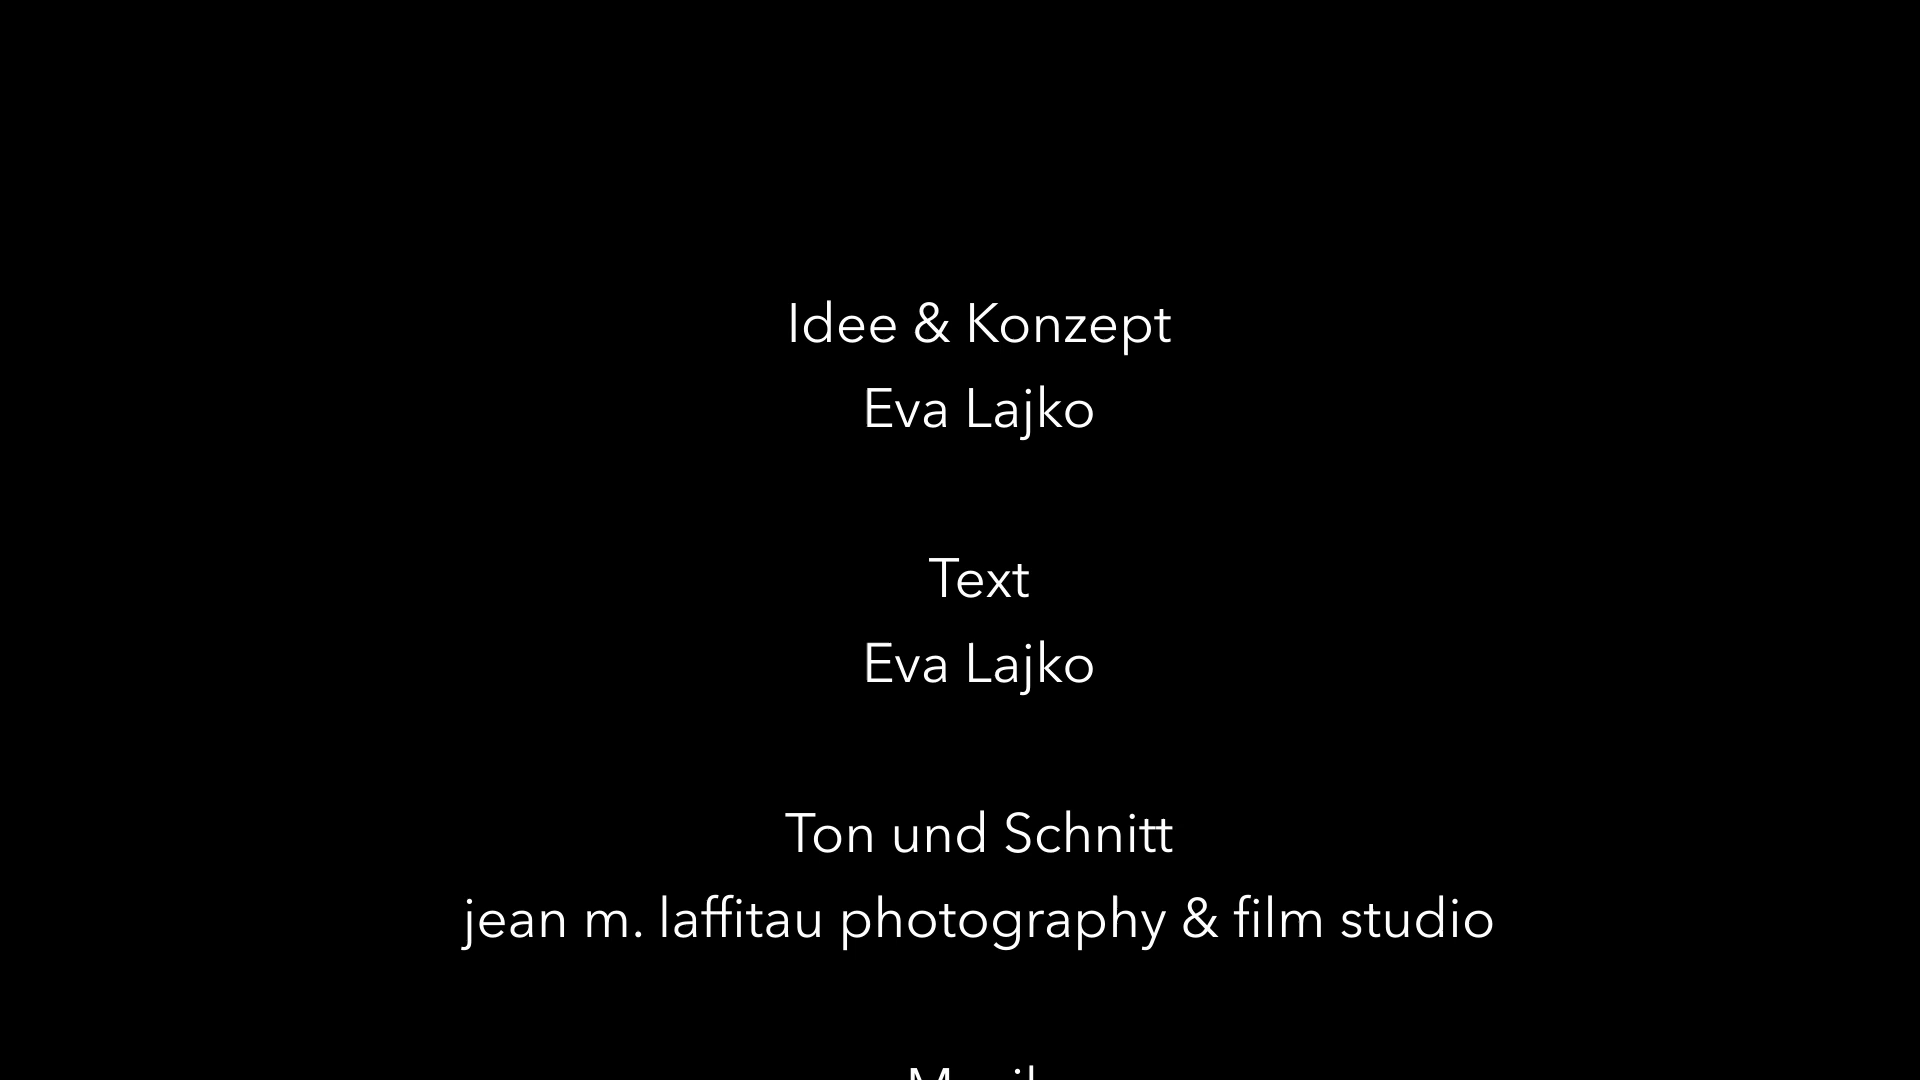 Idee & Konzept
Eva Lajko
Text
Eva Lajko
Ton und Schnitt
jean m. laffitau photography & film studio